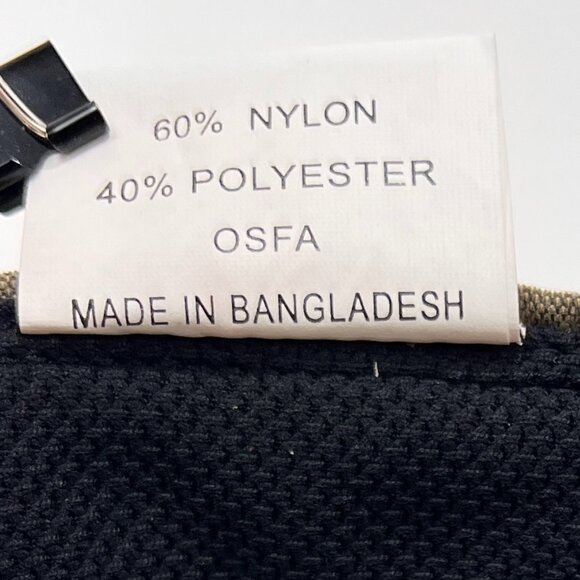 60% NYLON
40% POLYESTER
OSFA
MADE IN BANGLADESH